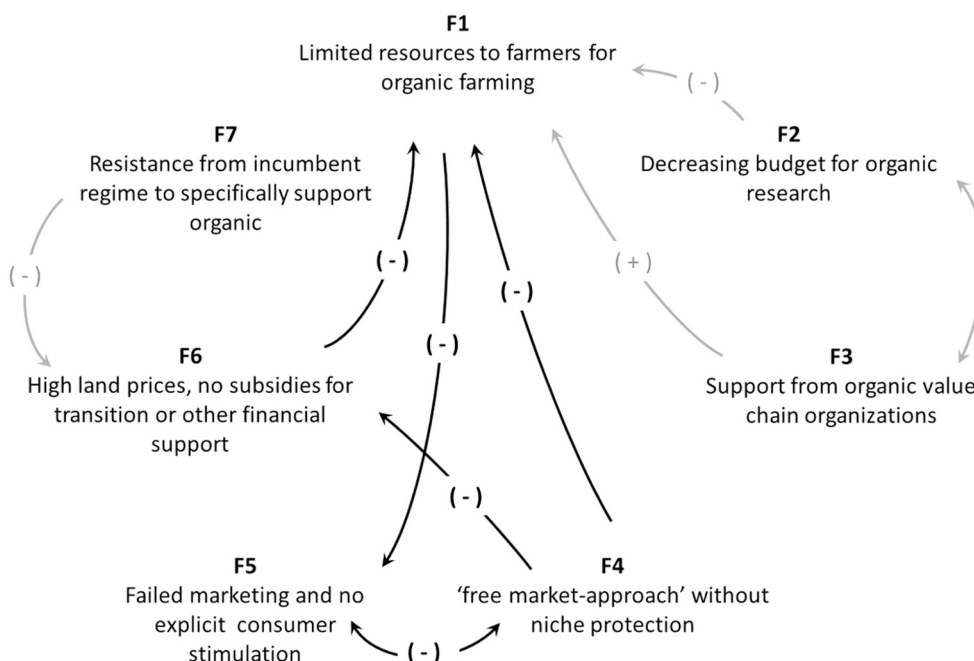 F1
Limited resources to farmers for
organic farming
( - )
F2
Decreasing budget for organic
research
F7
Resistance from incumbent
regime to specifically support
organic
( - )
( - )
( + )
( - )
( - )
F6
High land prices, no subsidies for
transition or other financial
support
F3
Support from organic value
chain organizations
( - )
F5
Failed marketing and no
explicit consumer
stimulation
F4
‘free market-approach’ without
niche protection
( - )